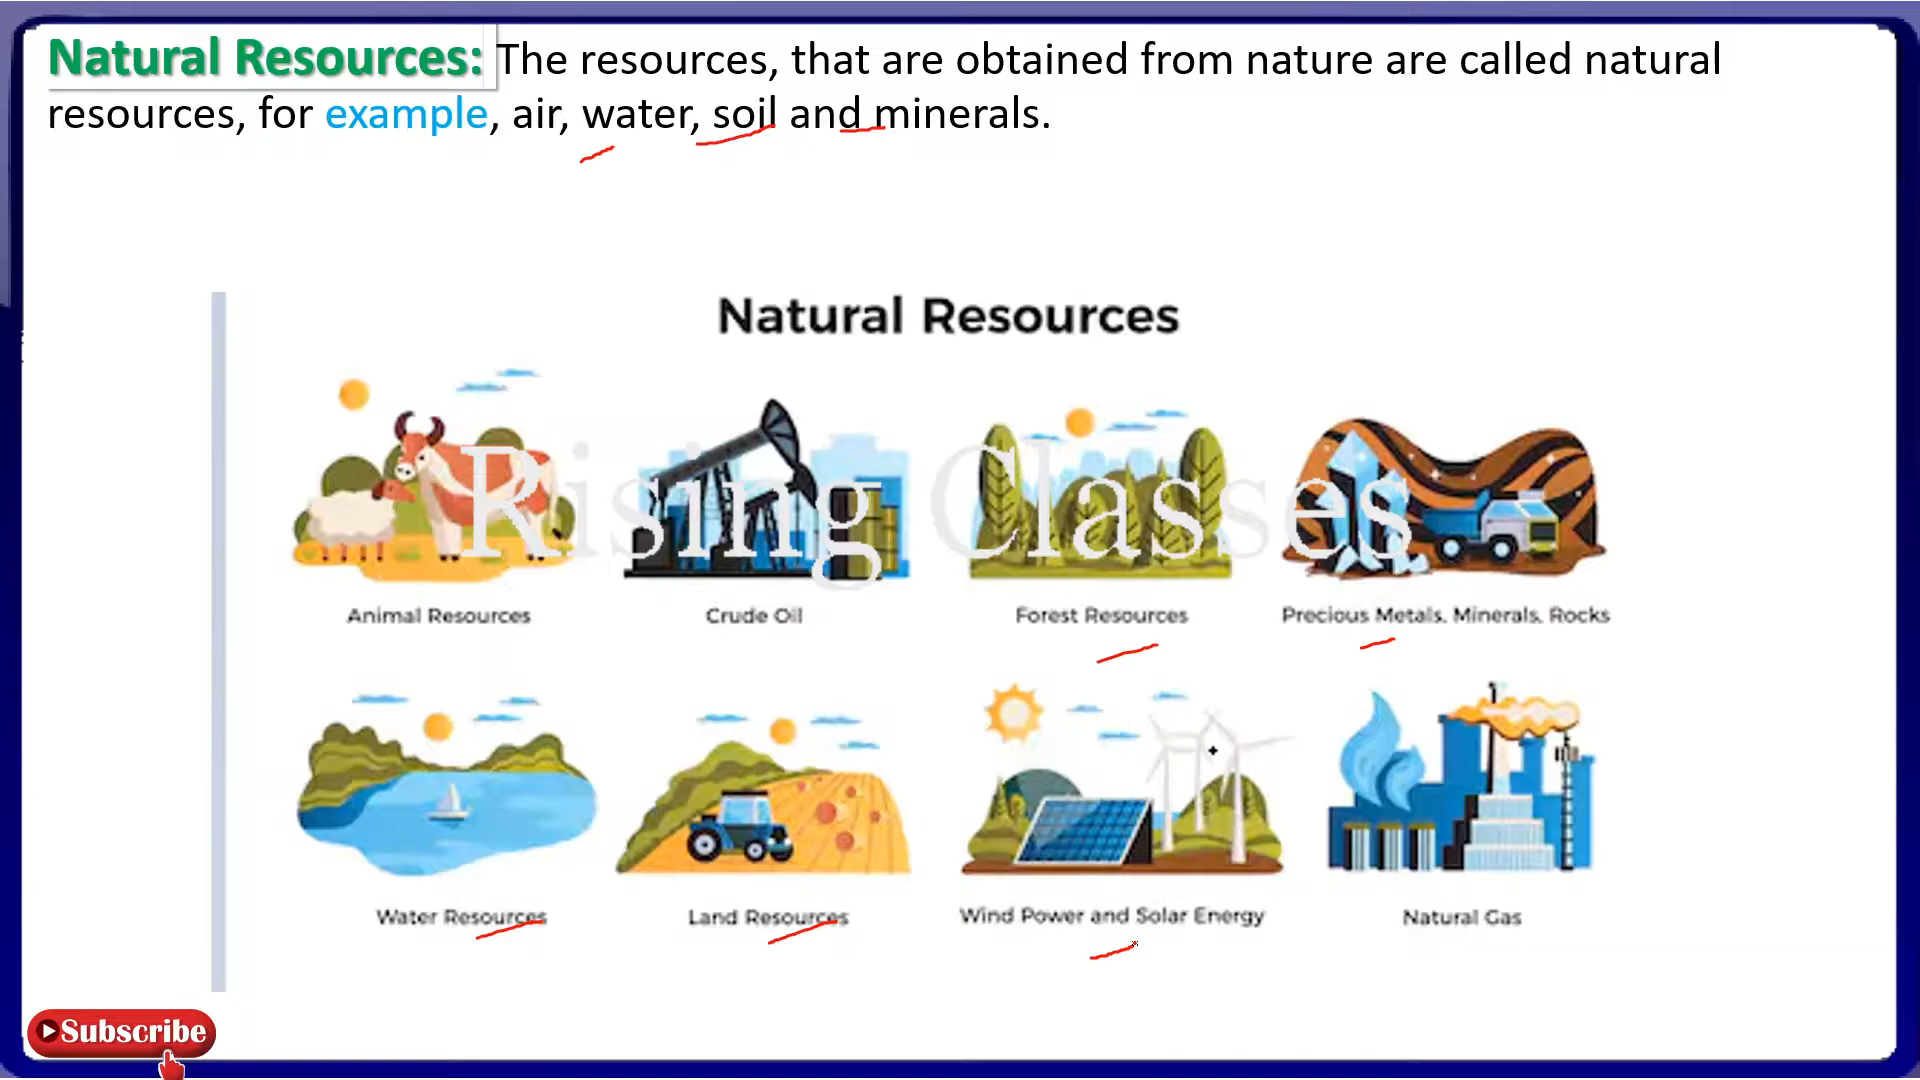 Natural Resources: The resources, that are obtained from nature are called natural
resources, for example, air, water, soil and minerals.
Natural Resources
Rising Classes
Animal Resources
Crude Oil
Forest Resources
Precious Metals, Minerals, Rocks
Water Resources
Land Resources
Wind Power and Solar Energy
Natural Gas
Subscribe